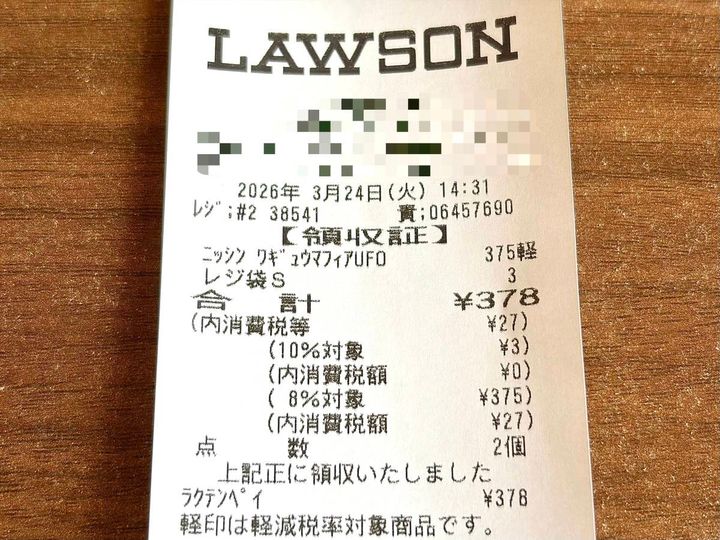 LAWSON
2026年 3月24日(火) 14:31
レジ;#2 38541 責;06457690
【領収証】
ニッシン ワギュウマフィアUFO 375軽
レジ袋S 3
合 計 ¥378
(内消費税等 ¥27)
(10%対象 ¥3)
(内消費税額 ¥0)
( 8%対象 ¥375)
(内消費税額 ¥27)
点 数 2個
上記正に領収いたしました
ラクテンペイ ¥378
軽印は軽減税率対象商品です。